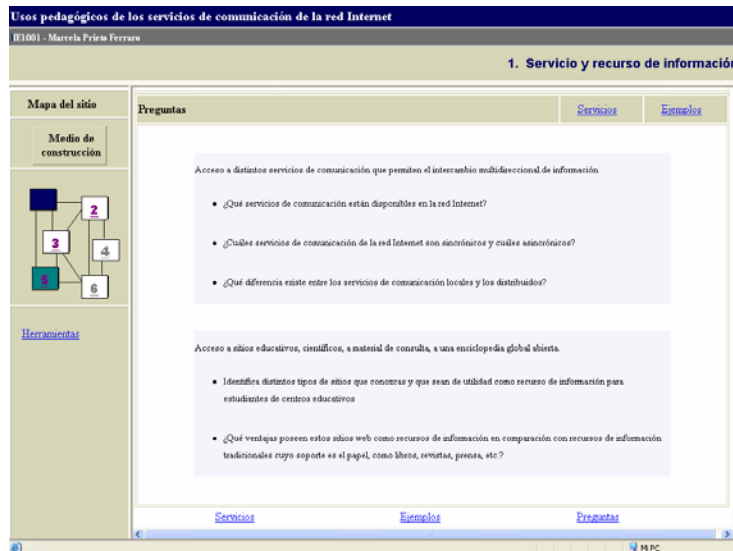 Usos pedagógicos de los servicios de comunicación de la red Internet
IE1001 - Marcela Prieto Ferraro
1. Servicio y recurso de información
Mapa del sitio
Preguntas
Servicios
Ejemplos
Medio de
construcción
2
3
4
5
6
Herramientas
Acceso a distintos servicios de comunicación que permiten el intercambio multidireccional de información
• ¿Qué servicios de comunicación están disponibles en la red Internet?
• ¿Cuáles servicios de comunicación de la red Internet son sincrónicos y cuáles asincrónicos?
• ¿Qué diferencia existe entre los servicios de comunicación locales y los distribuidos?
Acceso a sitios educativos, científicos, a material de consulta, a una enciclopedia global abierta.
• Identifica distintos tipos de sitios que conozcas y que sean de utilidad como recurso de información para
estudiantes de centros educativos
• ¿Qué ventajas poseen estos sitios web como recursos de información en comparación con recursos de información
tradicionales cuyo soporte es el papel, como libros, revistas, prensa, etc.?
Servicios
Ejemplos
Preguntas
Mi PC